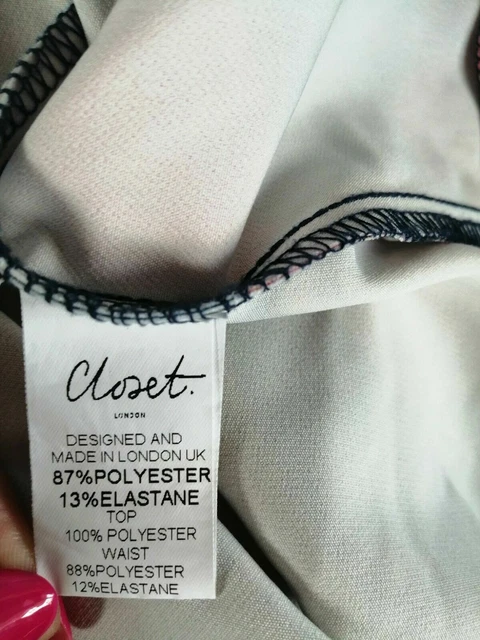 Closet.
LONDON
DESIGNED AND
MADE IN LONDON UK
87%POLYESTER
13%ELASTANE
TOP
100% POLYESTER
WAIST
88%POLYESTER
12%ELASTANE